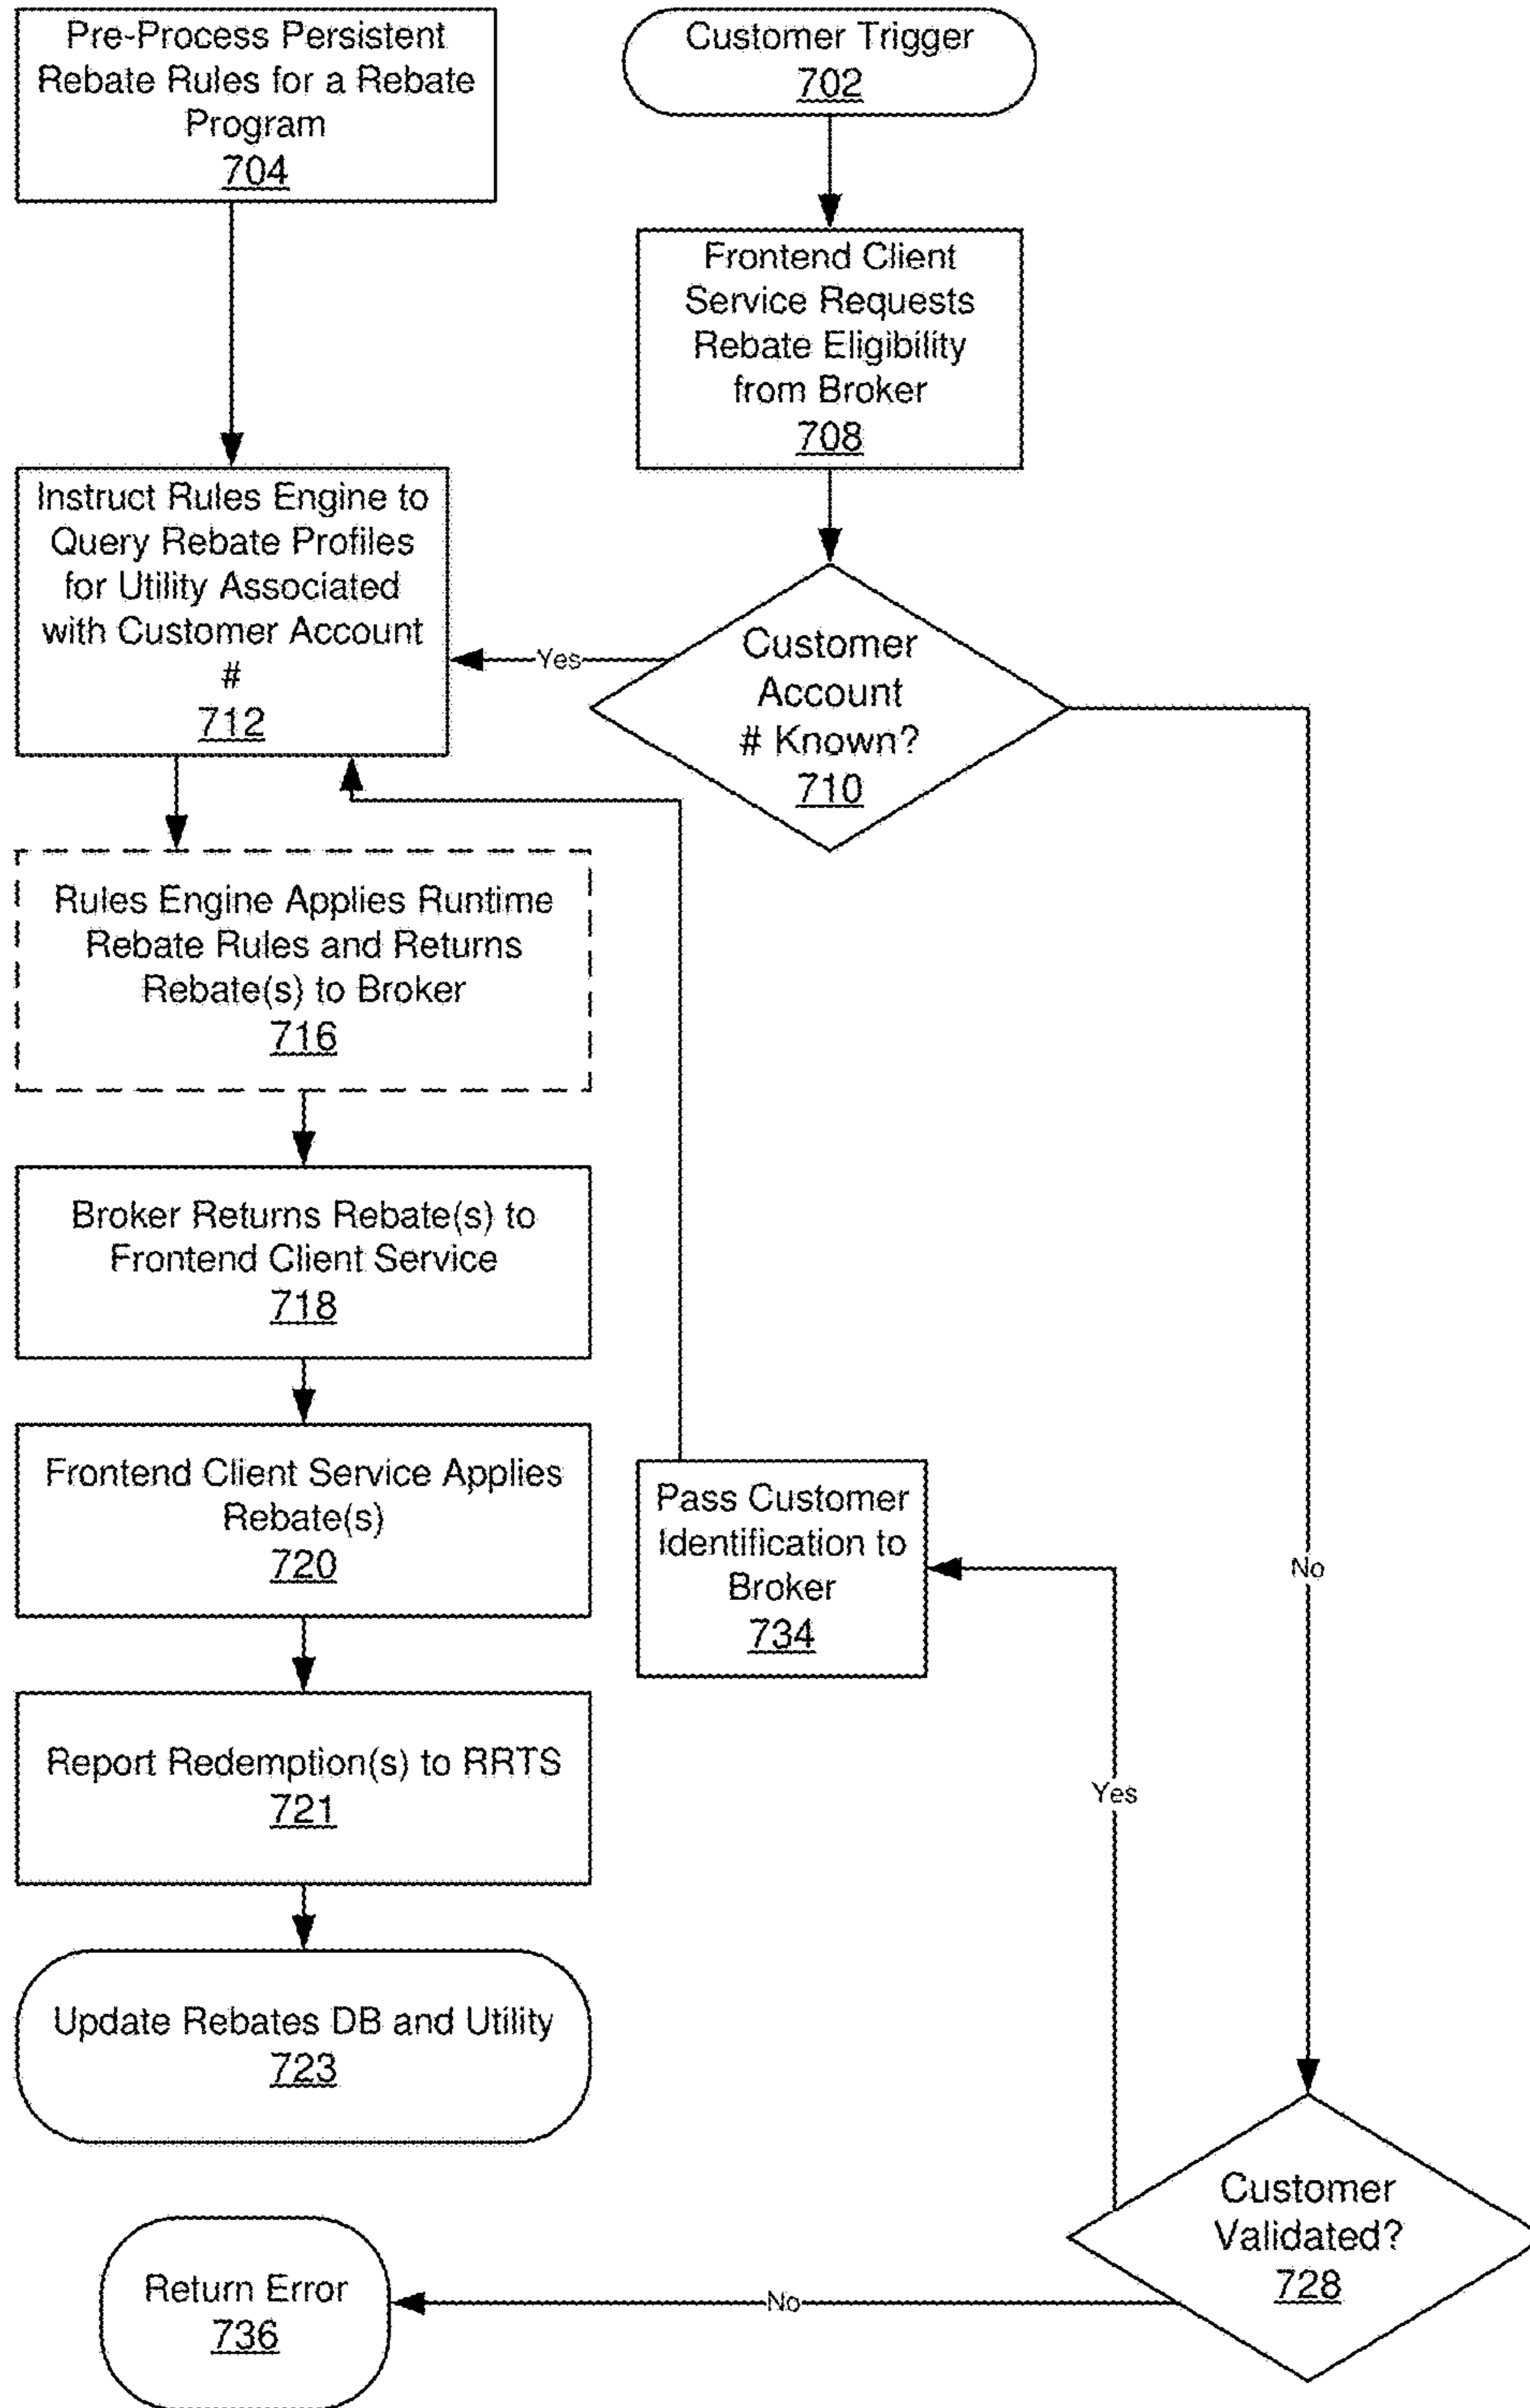 Pre-Process Persistent
Rebate Rules for a Rebate
Program
704
Customer Trigger
702
Frontend Client
Service Requests
Rebate Eligibility
from Broker
708
Instruct Rules Engine to
Query Rebate Profiles
for Utility Associated
with Customer Account
#
712
Yes
Customer
Account
# Known?
710
Rules Engine Applies Runtime
Rebate Rules and Returns
Rebate(s) to Broker
716
Broker Returns Rebate(s) to
Frontend Client Service
718
Frontend Client Service Applies
Rebate(s)
720
Pass Customer
Identification to
Broker
734
No
Report Redemption(s) to RRTS
721
Yes
Update Rebates DB and Utility
723
Customer
Validated?
728
Return Error
736
No